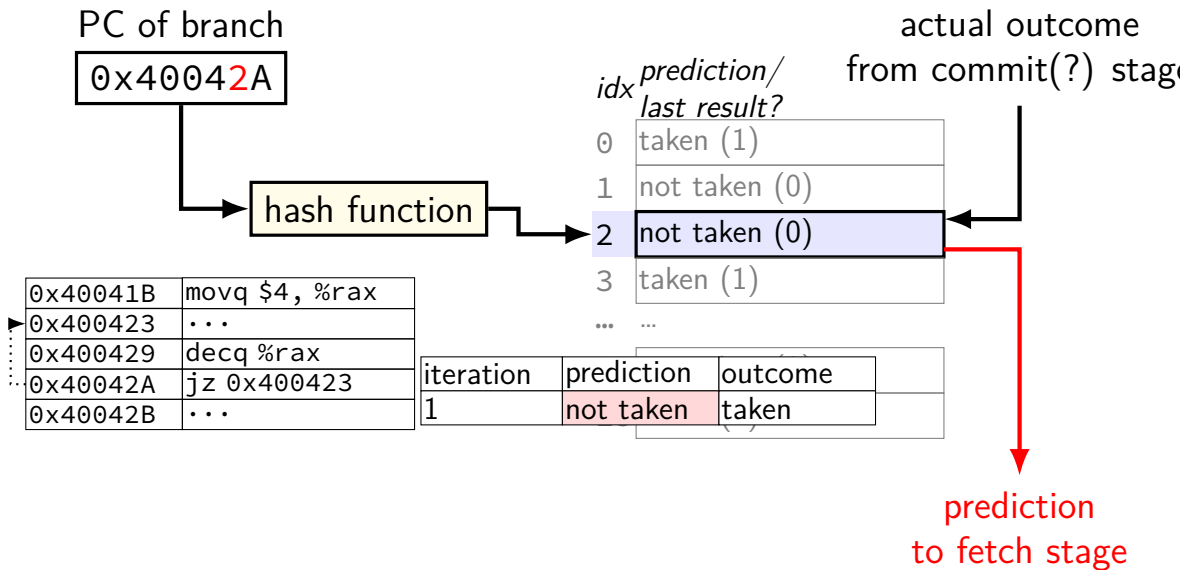 PC of branch
0x40042A
hash function
idx
prediction/
last result?
0 taken (1)
1 not taken (0)
2 not taken (0)
3 taken (1)
… …
actual outcome
from commit(?) stage
0x40041B movq $4, %rax
0x400423 ...
0x400429 decq %rax
0x40042A jz 0x400423
0x40042B ...
iteration prediction outcome
1 not taken taken
prediction
to fetch stage